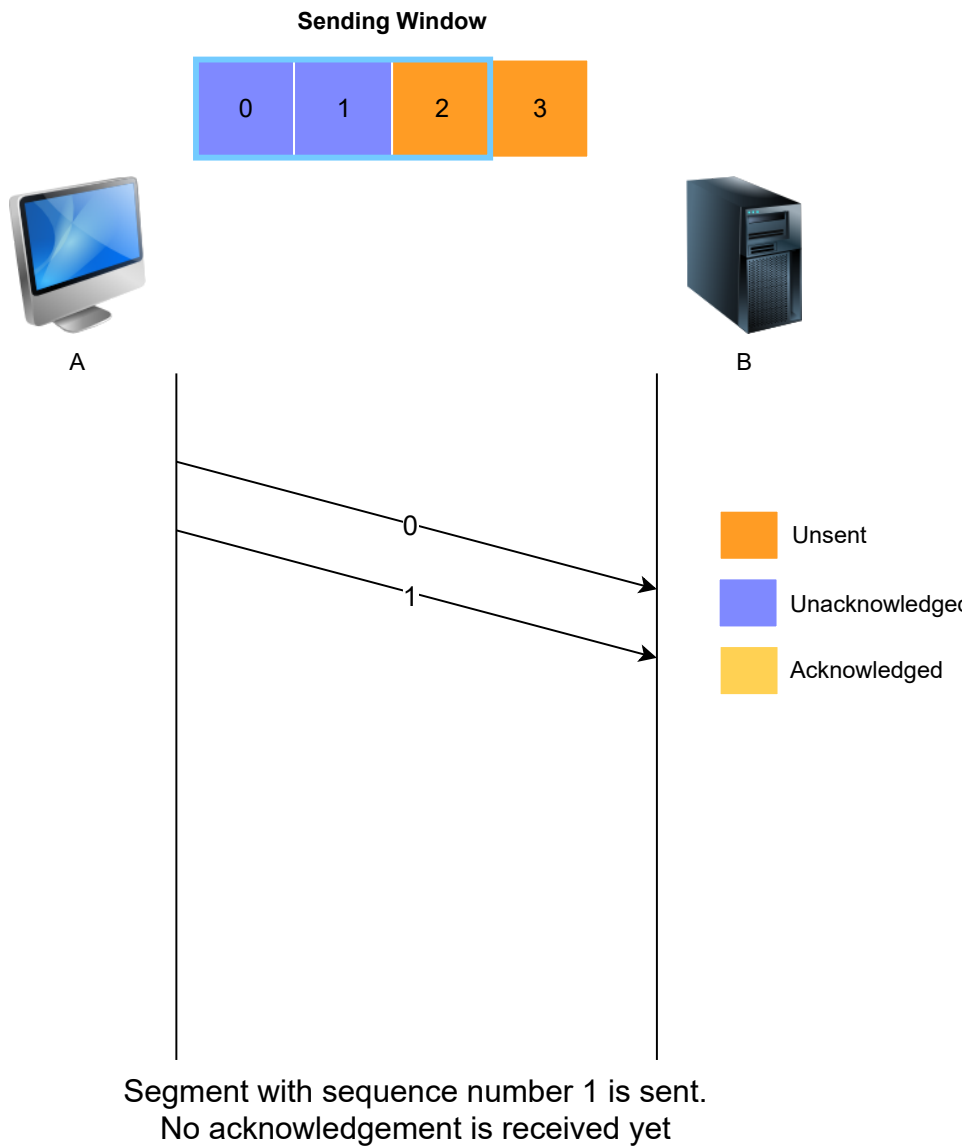 Sending Window
0 1 2 3
A
B
0
1
Unsent
Unacknowledged
Acknowledged
Segment with sequence number 1 is sent.
No acknowledgement is received yet